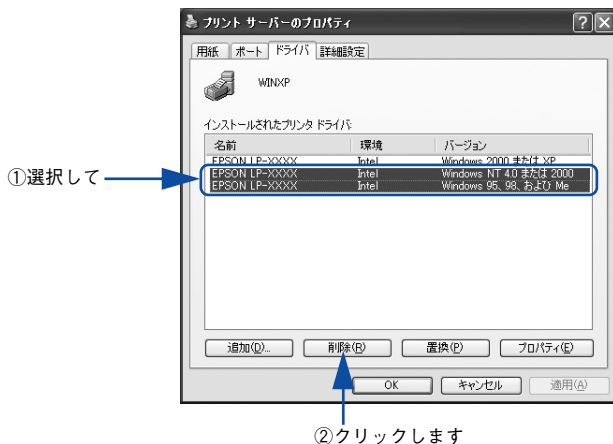 プリント サーバーのプロパティ
用紙 ポート ドライバ 詳細設定
WINXP
インストールされたプリンタ ドライバ:
名前 環境 バージョン
EPSON LP-XXXX Intel Windows 2000 または XP
①選択して
EPSON LP-XXXX Intel Windows NT 4.0 または 2000
EPSON LP-XXXX Intel Windows 95、98、および Me
追加(D)... 削除(R) 置換(P) プロパティ(E)
OK キャンセル 適用(A)
②クリックします